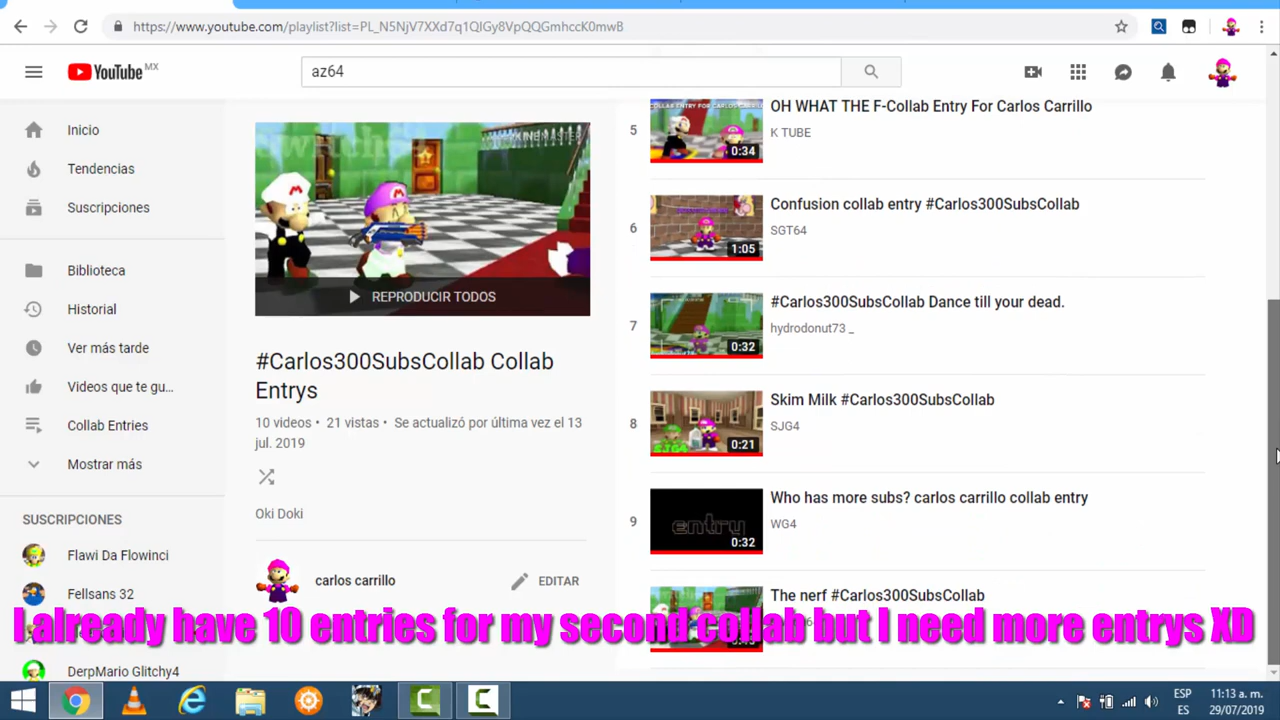 https://www.youtube.com/playlist?list=PL_N5NjV7XXd7q1QIGy8VpQQGmhccK0mwB
YouTube MX
az64
Inicio
Tendencias
Suscripciones
Biblioteca
Historial
Ver más tarde
Videos que te gu...
Collab Entries
Mostrar más
SUSCRIPCIONES
Flawi Da Flowinci
Fellsans 32
DerpMario Glitchy4
REPRODUCIR TODOS
#Carlos300SubsCollab Collab
Entrys
10 videos • 21 vistas • Se actualizó por última vez el 13
jul. 2019
Oki Doki
carlos carrillo
EDITAR
5
OH WHAT THE F-Collab Entry For Carlos Carrillo
K TUBE
0:34
6
Confusion collab entry #Carlos300SubsCollab
SGT64
1:05
7
#Carlos300SubsCollab Dance till your dead.
hydrodonut73 _
0:32
8
Skim Milk #Carlos300SubsCollab
SJG4
SJG4
0:21
9
Who has more subs? carlos carrillo collab entry
WG4
entry
0:32
The nerf #Carlos300SubsCollab
I already have 10 entries for my second collab but I need more entrys XD
ESP
ES
11:13 a. m.
29/07/2019